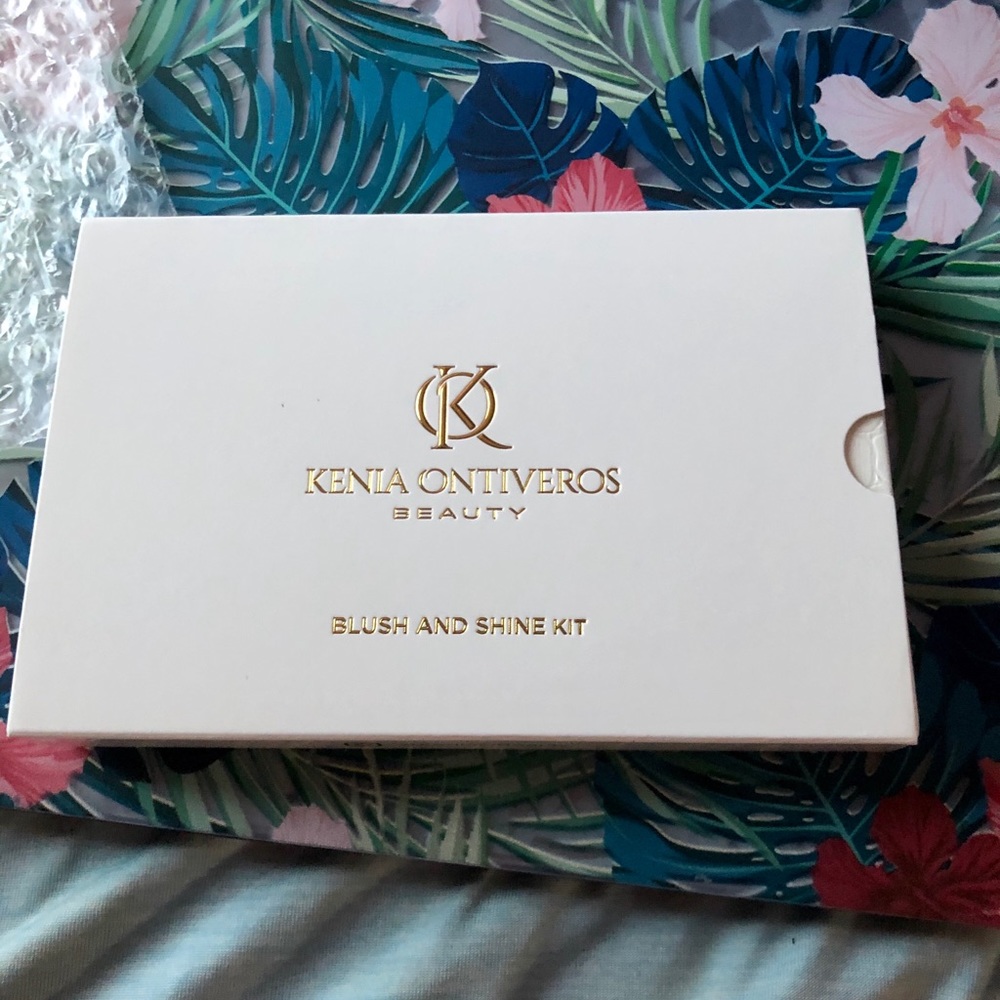 KO
KENIA ONTIVEROS
BEAUTY
BLUSH AND SHINE KIT